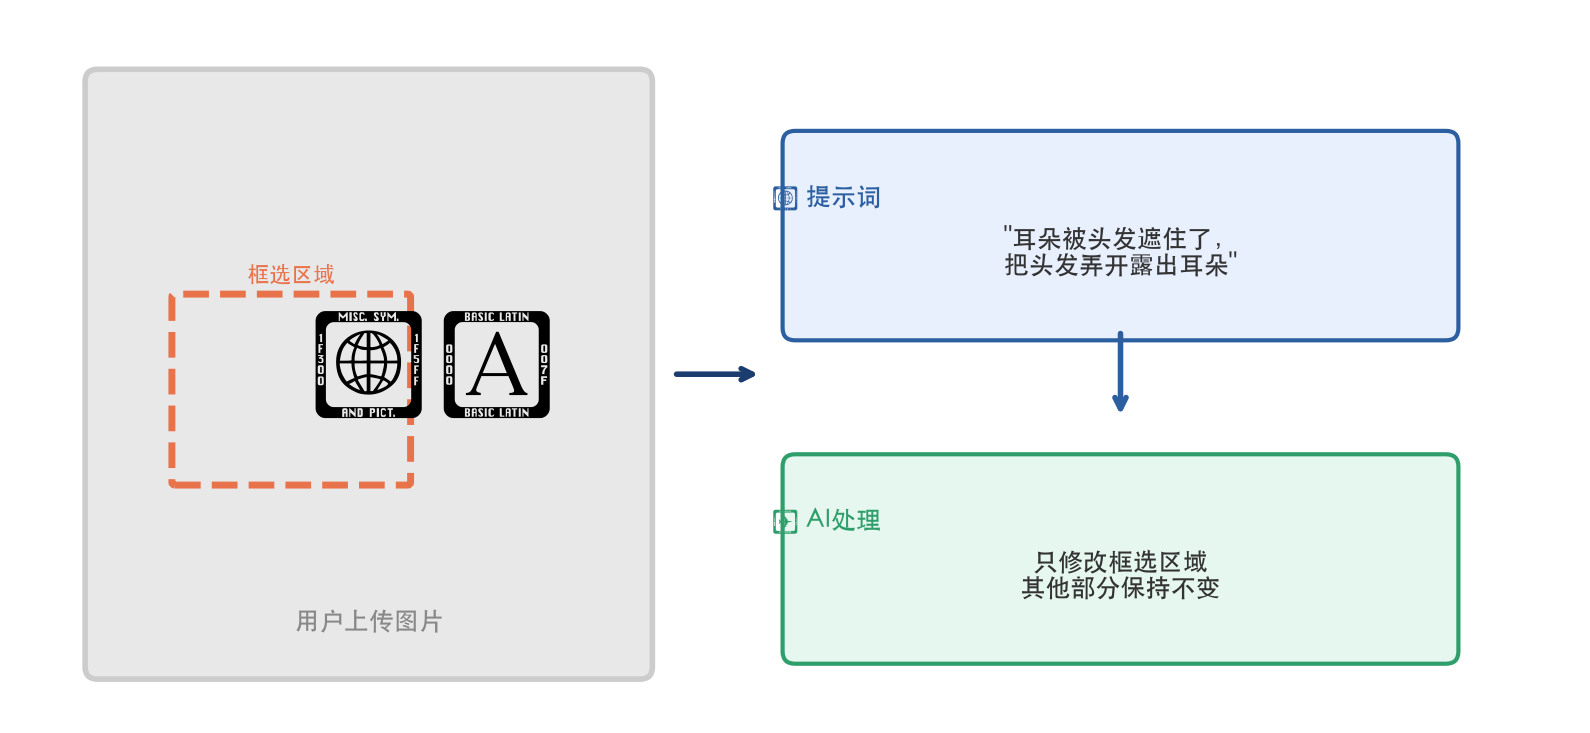 框选区域
MISC. SYM.
1F300
1F5FF
AND PICT.
BASIC LATIN
0000
A
007F
BASIC LATIN
用户上传图片
提示词
"耳朵被头发遮住了，
把头发弄开露出耳朵"
AI处理
只修改框选区域
其他部分保持不变